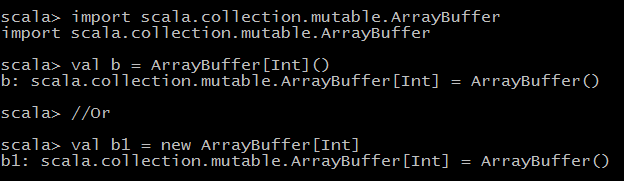 scala> import scala.collection.mutable.ArrayBuffer
import scala.collection.mutable.ArrayBuffer
scala> val b = ArrayBuffer[Int]()
b: scala.collection.mutable.ArrayBuffer[Int] = ArrayBuffer()
scala> //Or
scala> val b1 = new ArrayBuffer[Int]
b1: scala.collection.mutable.ArrayBuffer[Int] = ArrayBuffer()